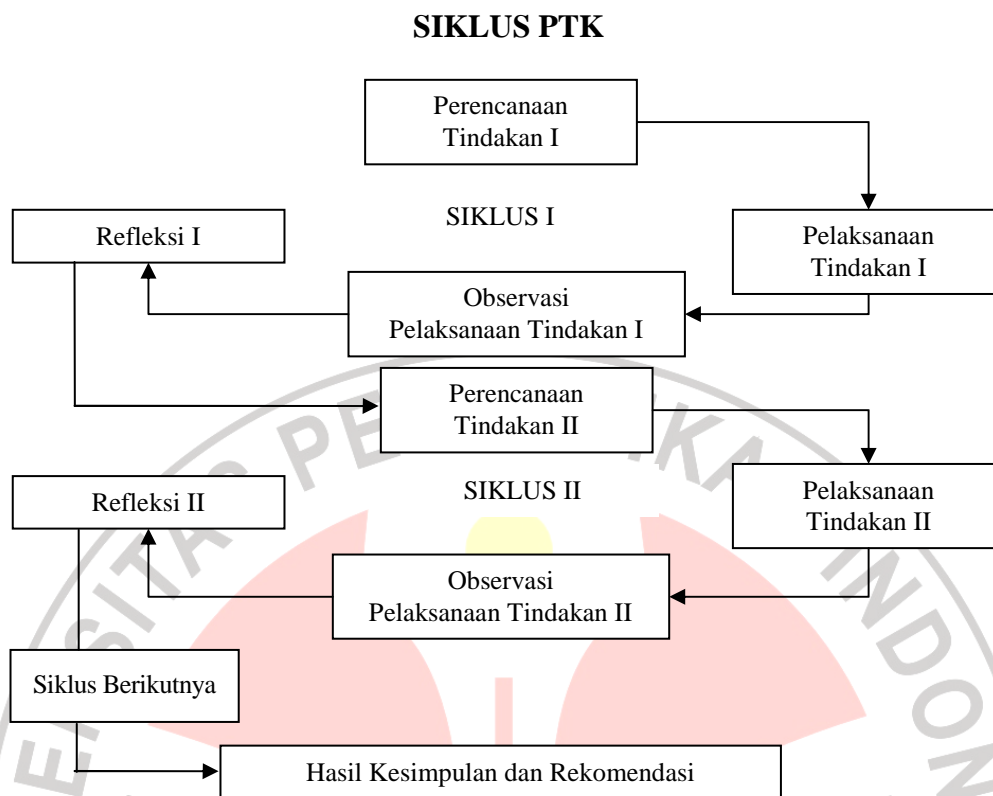 SIKLUS PTK
Perencanaan
Tindakan I
SIKLUS I
Refleksi I
Pelaksanaan
Tindakan I
Observasi
Pelaksanaan Tindakan I
Perencanaan
Tindakan II
SIKLUS II
Refleksi II
Pelaksanaan
Tindakan II
Observasi
Pelaksanaan Tindakan II
Siklus Berikutnya
Hasil Kesimpulan dan Rekomendasi